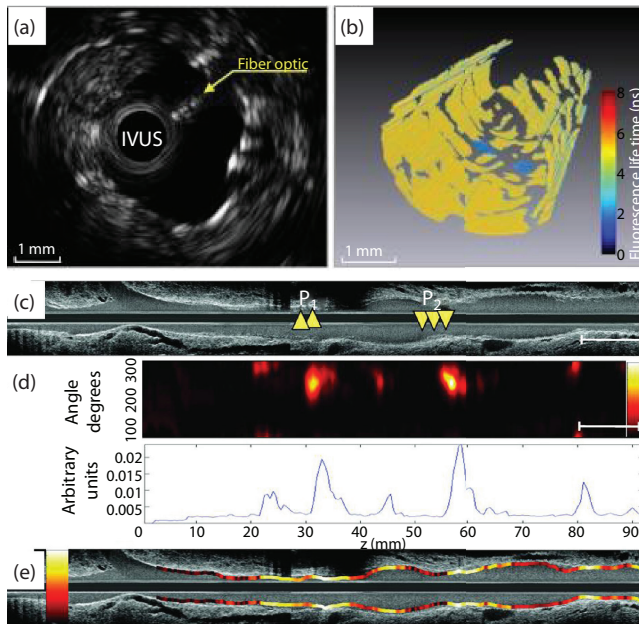 (a)
Fiber optic
IVUS
1 mm
(b)
8
6
4
2
0
Fluorescence life time (ns)
1 mm
(c)
P1
P2
(d)
Angle
degrees
100 200 300
Arbitrary
units
0.02
0.015
0.01
0.005
0 10 20 30 40 50 60 70 80 90
z (mm)
(e)